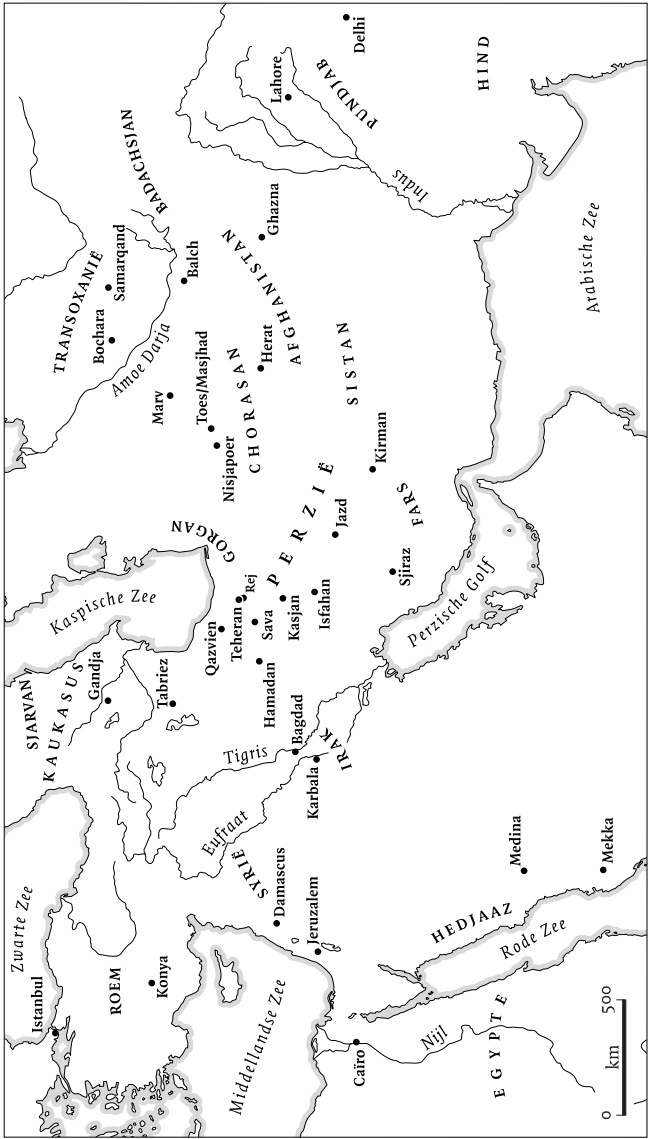 Zwarte Zee
Istanbul
ROEM
Konya
Middellandse Zee
Caïro
Nijl
EGYPTE
0
500
km
SJARVAN
KAUKASUS
Gandja
Tabriez
Tigris
Eufraat
SYRIË
Damascus
Jeruzalem
Bagdad
Karbala
IRAK
HEDJAAZ
Rode Zee
Medina
Mekka
Kaspische Zee
GORGAN
Qazvien
Teheran
Rej
Sava
Hamadan
Kasjan
Isfahan
PERZIË
Jazd
Sjiraz
FARS
Kirman
Perzische Golf
TRANSOXANIË
Bochara
Samarqand
Amoe Darja
Marv
Toes/Masjhad
Nisjapoer
CHORASAN
Herat
AFGHANISTAN
SISTAN
BADACHSJAN
Balch
Ghazna
Lahore
PUNDJAB
Indus
Delhi
HIND
Arabische Zee